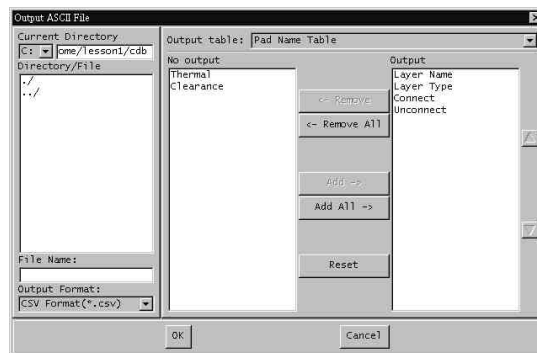 Output ASCII File
Current Directory
C: ome/lesson1/cdb
Directory/File
./
../
File Name:
Output Format:
CSV Format(*.csv)
Output table: Pad Name Table
No output
Thermal
Clearance
<- Remove
<- Remove All
Add ->
Add All ->
Reset
Output
Layer Name
Layer Type
Connect
Unconnect
OK
Cancel